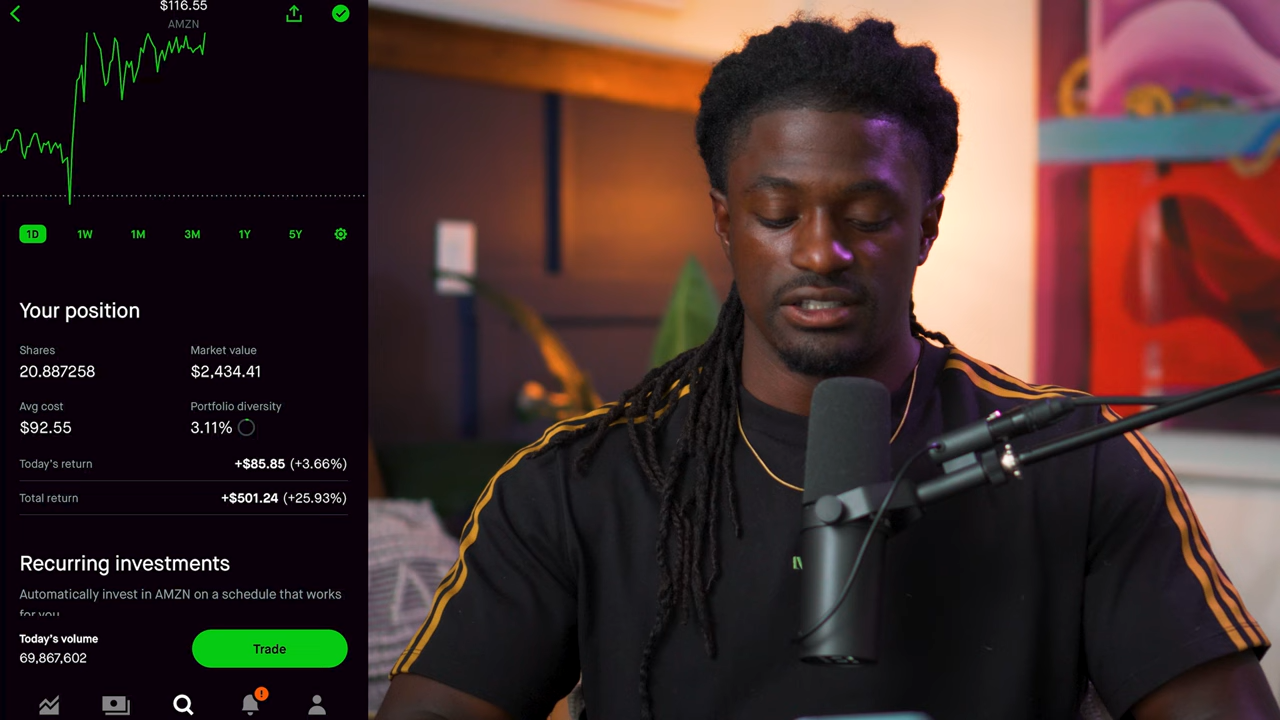 $116.55
AMZN
1D 1W 1M 3M 1Y 5Y
Your position
Shares Market value
20.887258 $2,434.41
Avg cost Portfolio diversity
$92.55 3.11%
Today's return +$85.85 (+3.66%)
Total return +$501.24 (+25.93%)
Recurring investments
Automatically invest in AMZN on a schedule that works
for you
Today's volume
69,867,602
Trade
!